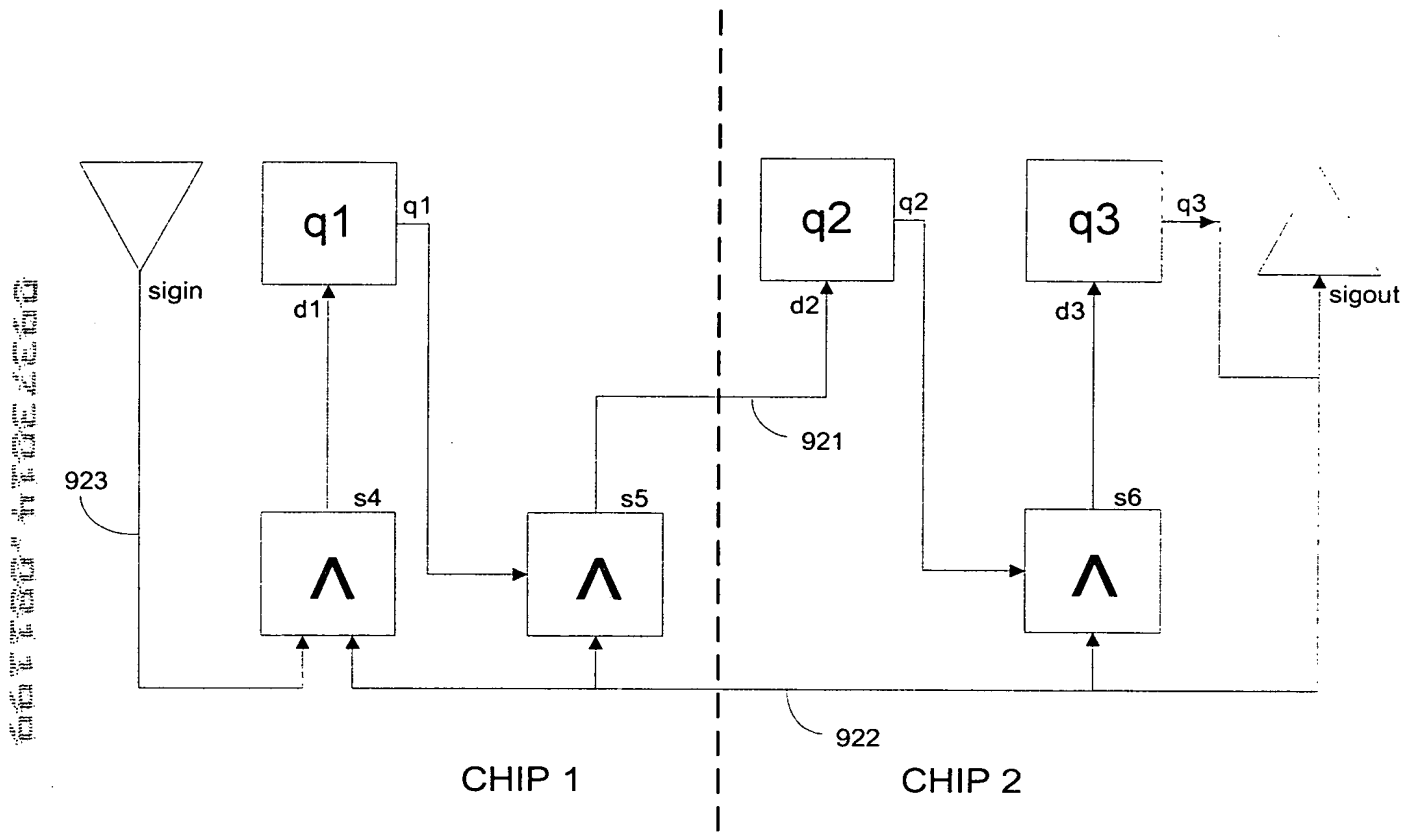 q1
q1
sigin
d1
q2
q2
d2
q3
q3
d3
sigout
921
923
s4
s5
s6
Λ
Λ
Λ
922
CHIP 1
CHIP 2